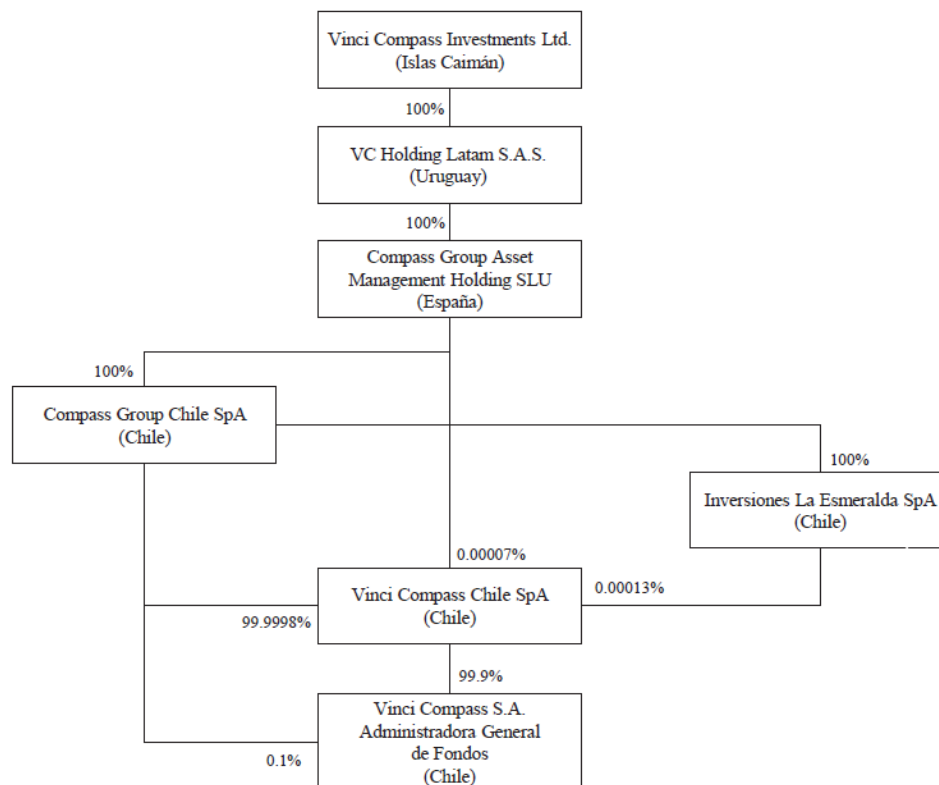 Vinci Compass Investments Ltd.
(Islas Caimán)
100%
VC Holding Latam S.A.S.
(Uruguay)
100%
Compass Group Asset
Management Holding SLU
(España)
100%
Compass Group Chile SpA
(Chile)
100%
Inversiones La Esmeralda SpA
(Chile)
0.00007%
Vinci Compass Chile SpA
(Chile)
0.00013%
99.9998%
99.9%
Vinci Compass S.A.
Administradora General
de Fondos
(Chile)
0.1%